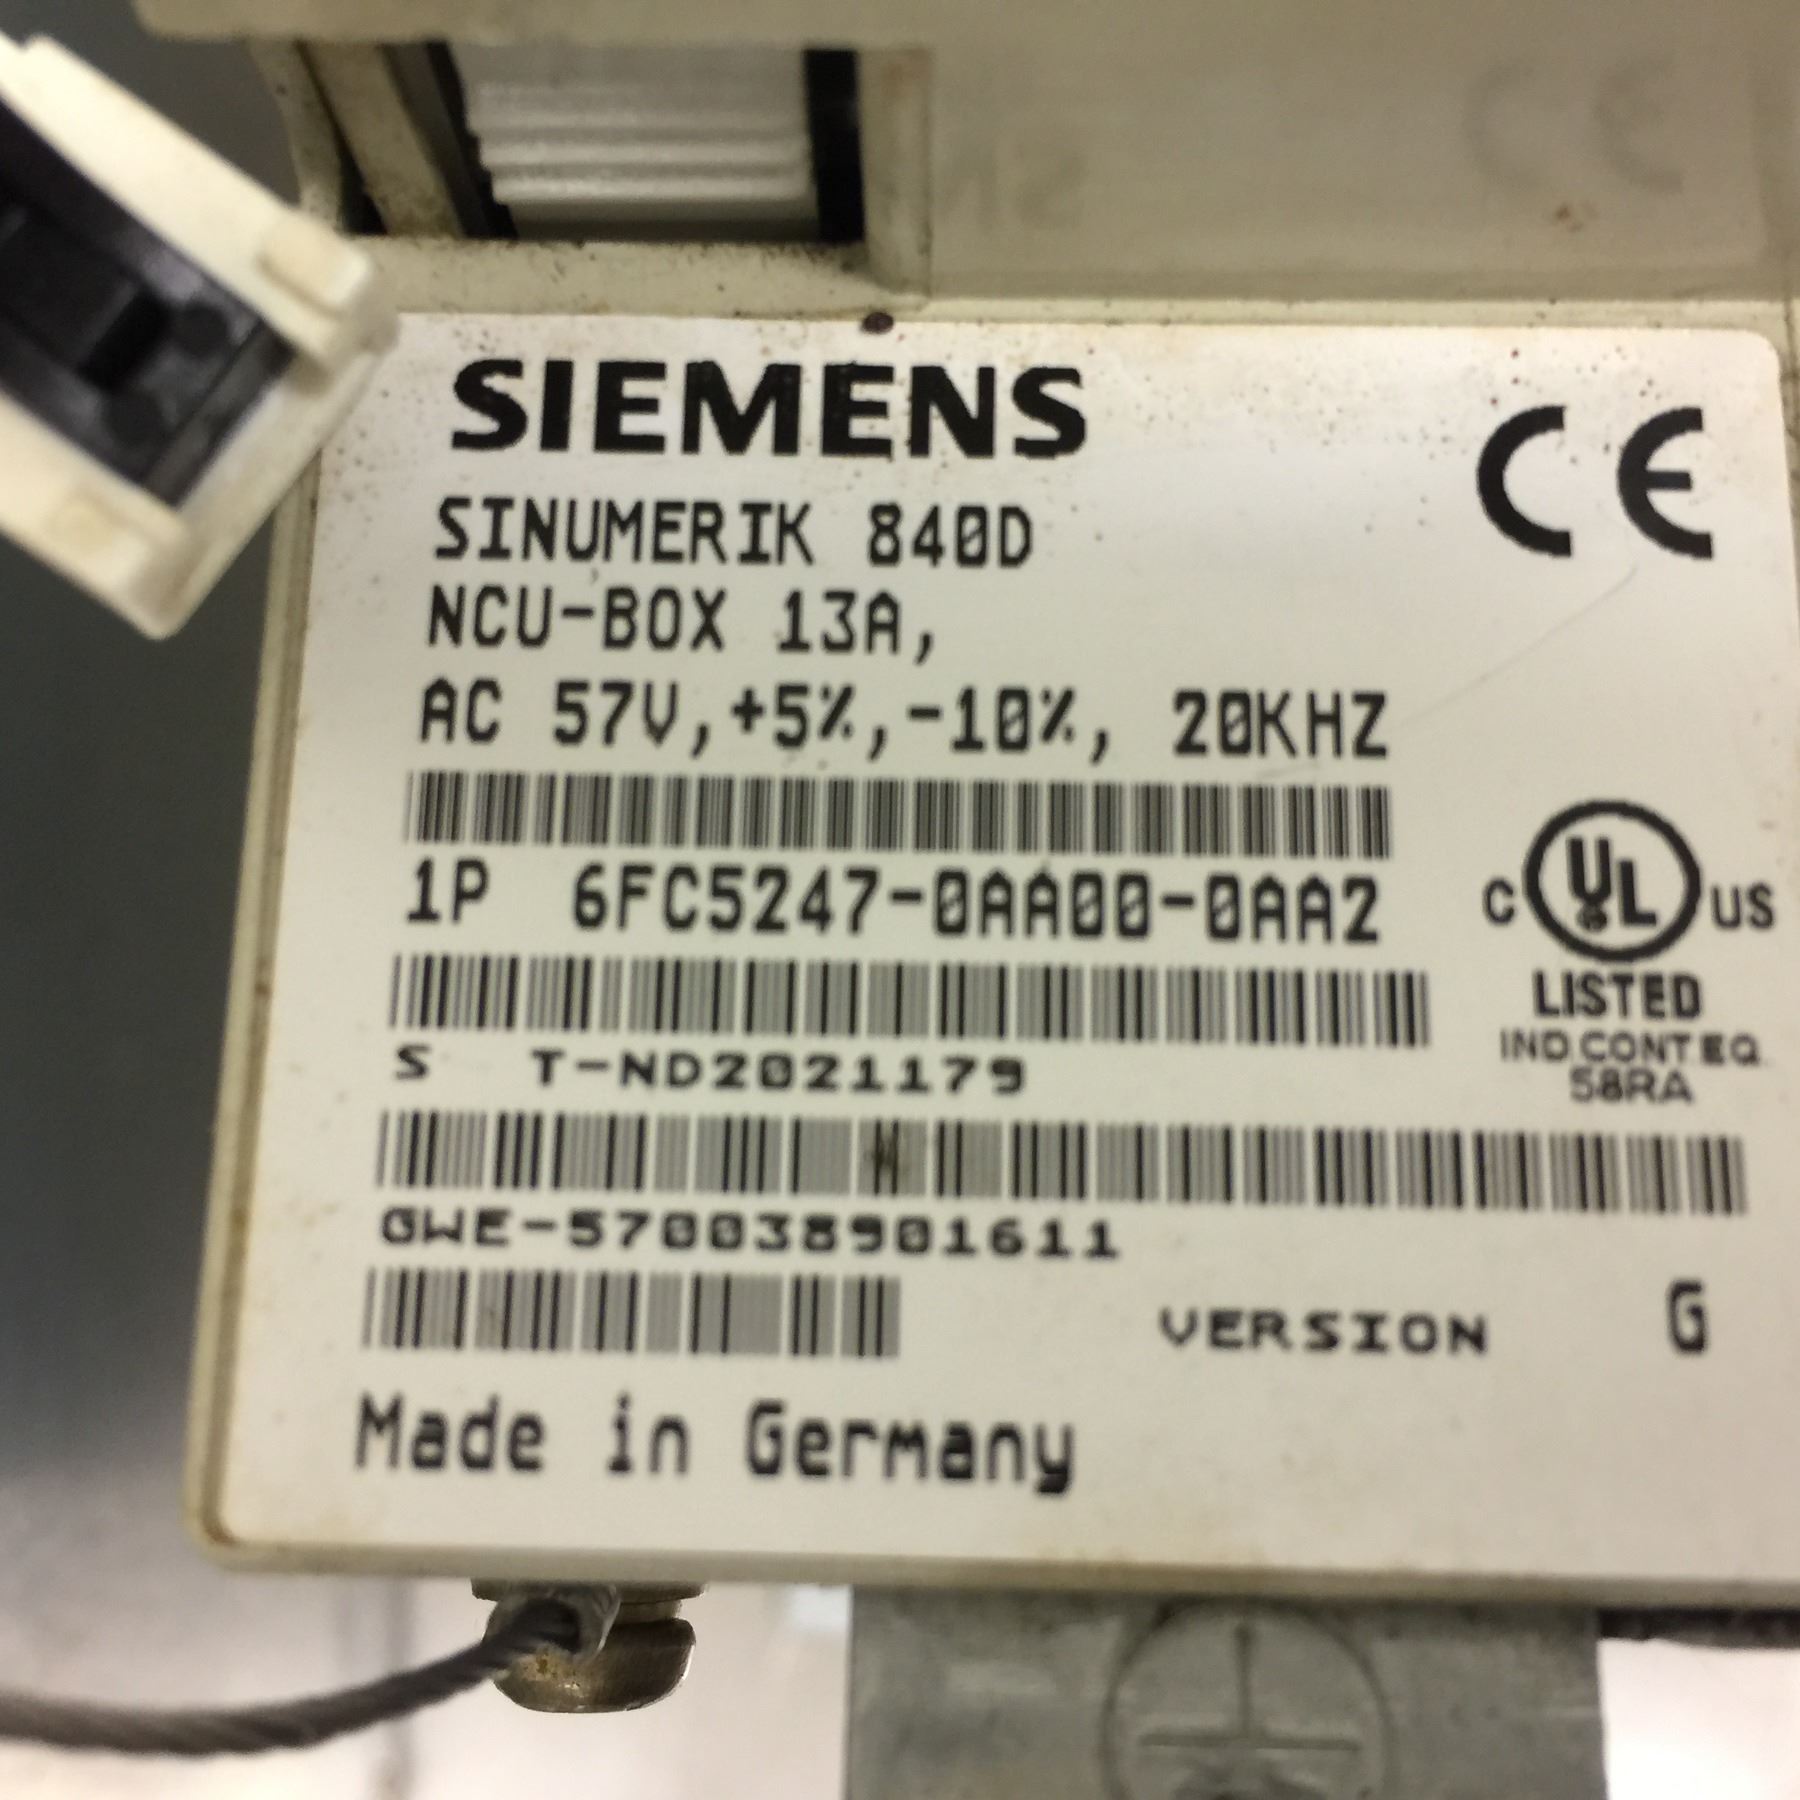 SIEMENS
CE
SINUMERIK 840D
NCU-BOX 13A,
AC 57V,+5%,-10%, 20KHZ
1P 6FC5247-0AA00-0AA2
C UL US
LISTED
IND.CONT.EQ.
58RA
S T-ND2021179
GWE-570038901611
VERSION G
Made in Germany